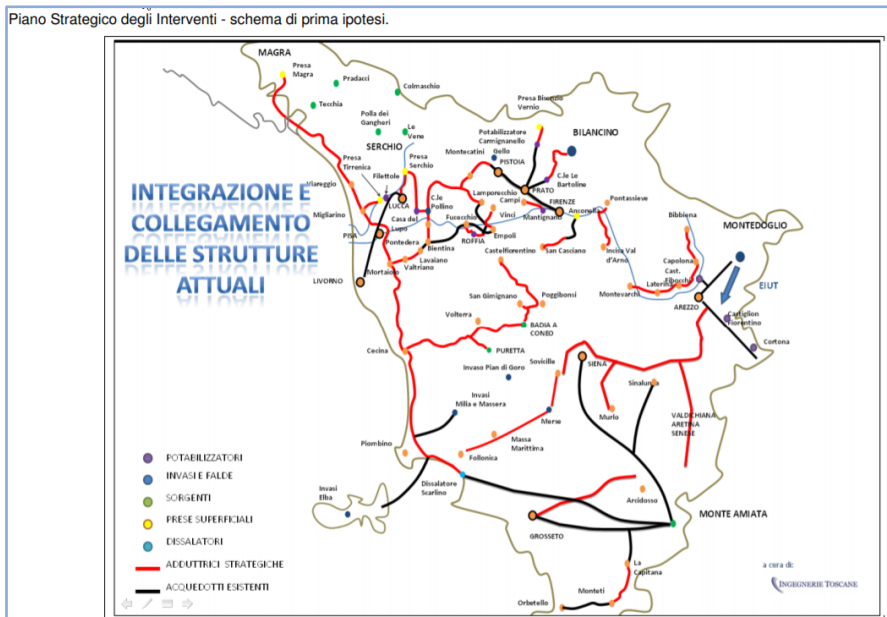 Piano Strategico degli Interventi - schema di prima ipotesi.
MAGRA
Presa
Magra
Pradacci
Colmaschio
Tecchia
Polla dei
Gangheri
Le
Vene
SERCHIO
Presa
Serchio
Presa
Tirrenica
Filettole
Viareggio
Migliarino
LUCCA
PISA
Casa del
Lupo
C.le
Pollino
Pontedera
Bientina
Lavaiano
Valtriano
Mortaiolo
LIVORNO
Montecatini
Gello
PISTOIA
Potabilizzatore
Carmignanello
Presa Bisenzio
Vernio
BILANCINO
C.le Le
Bartoline
PRATO
FIRENZE
Lamporecchio
Campi
Vinci
Mantignano
Anconella
Fucecchio
ROFFIA
Empoli
Castelfiorentino
San Casciano
Pontassieve
Incisa Val
d'Arno
Bibbiena
MONTEDOGLIO
Capolona
Cast.
Fibocchi
Laterina
Montevarchi
AREZZO
EIUT
Castiglion
Fiorentino
Cortona
San Gimignano
Poggibonsi
Volterra
BADIA A
CONEO
PURETTA
Cecina
Invaso Pian di Goro
Sovicille
SIENA
Sinalunga
Invasi
Milia e Massera
Merse
Murlo
VALDICHIANA
ARETINA
SENESE
Massa
Marittima
Piombino
Follonica
Invasi
Elba
Dissalatore
Scarlino
Arcidosso
GROSSETO
MONTE AMIATA
La
Capitana
Monteti
Orbetello
INTEGRAZIONE E
COLLEGAMENTO
DELLE STRUTTURE
ATTUALI
POTABILIZZATORI
INVASI E FALDE
SORGENTI
PRESE SUPERFICIALI
DISSALATORI
ADDUTTRICI STRATEGICHE
ACQUEDOTTI ESISTENTI
a cura di:
INGEGNERIE TOSCANE